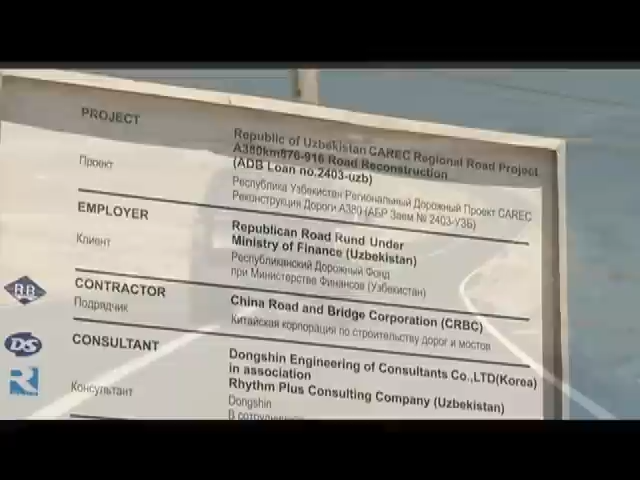 PROJECT
Republic of Uzbekistan CAREC Regional Road Project
A380km876-916 Road Reconstruction
(ADB Loan no.2403-uzb)
Проект
Республика Узбекистан Региональный Дорожный Проект CAREC
Реконструкция Дороги А380 (АБР Заем № 2403-УЗБ)
EMPLOYER
Republican Road Rund Under
Ministry of Finance (Uzbekistan)
Клиент
Республиканский Дорожный Фонд
при Министерстве Финансов (Узбекистан)
CONTRACTOR
China Road and Bridge Corporation (CRBC)
Подрядчик
Китайская корпорация по строительству дорог и мостов
CONSULTANT
Dongshin Engineering of Consultants Co.,LTD(Korea)
in association
Rhythm Plus Consulting Company (Uzbekistan)
Консультант
Dongshin
R.B
DS
R